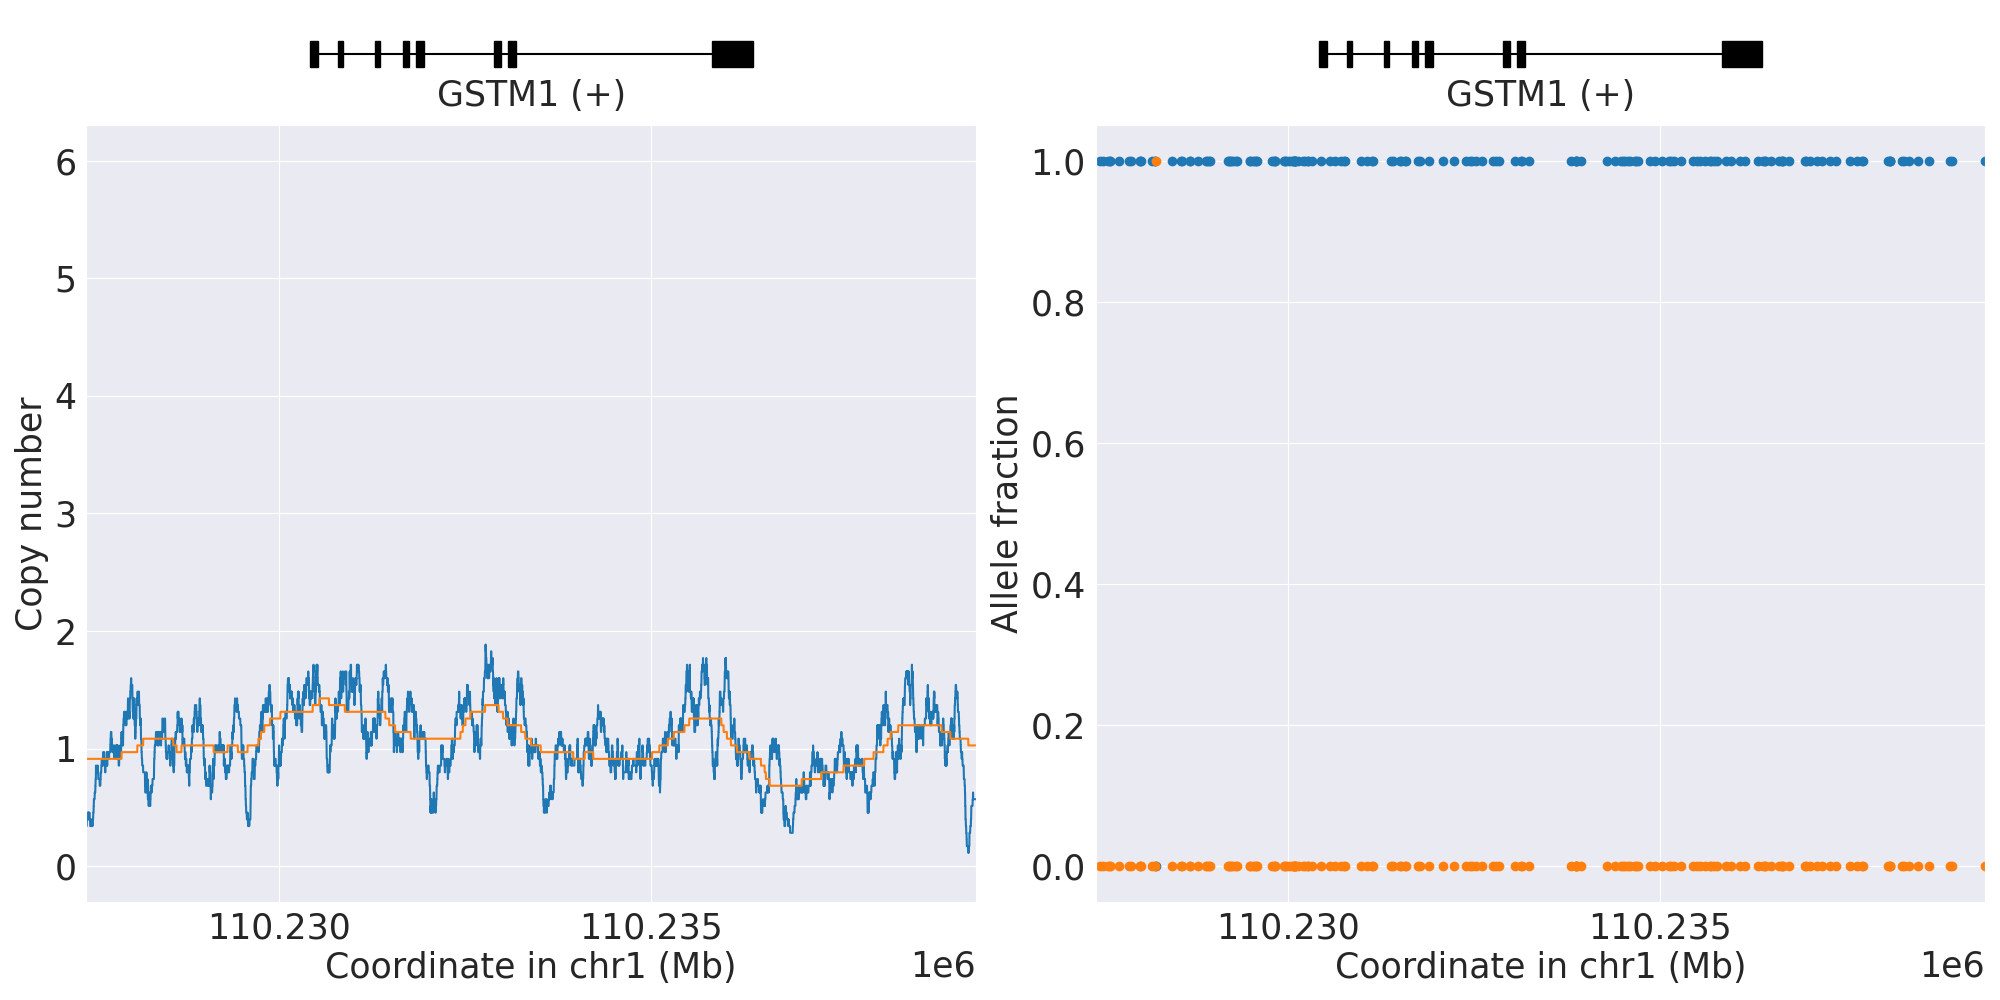 GSTM1 (+)
6
5
4
3
2
1
0
Copy number
110.230
110.235
Coordinate in chr1 (Mb)
1e6
GSTM1 (+)
1.0
0.8
0.6
0.4
0.2
0.0
Allele fraction
110.230
110.235
Coordinate in chr1 (Mb)
1e6